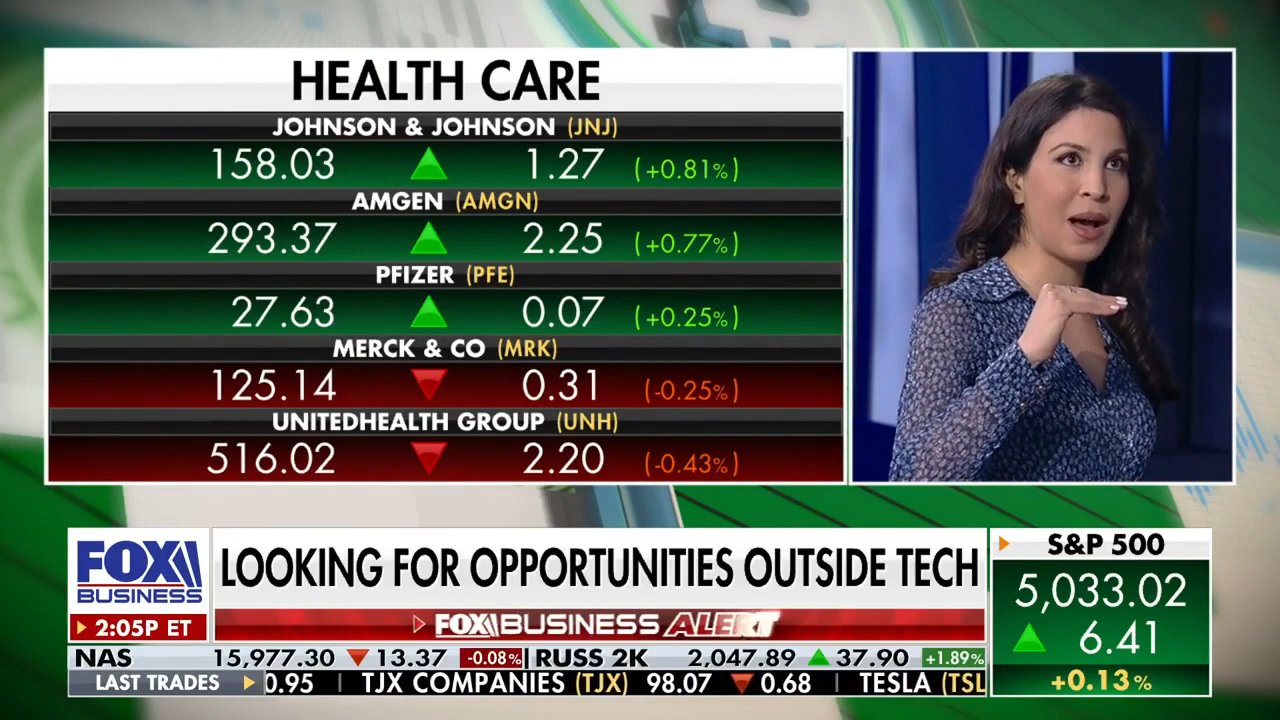 HEALTH CARE
JOHNSON & JOHNSON (JNJ)
158.03 ▲ 1.27 (+0.81%)
AMGEN (AMGN)
293.37 ▲ 2.25 (+0.77%)
PFIZER (PFE)
27.63 ▲ 0.07 (+0.25%)
MERCK & CO (MRK)
125.14 ▼ 0.31 (-0.25%)
UNITEDHEALTH GROUP (UNH)
516.02 ▼ 2.20 (-0.43%)
FOX
BUSINESS
2:05P ET
LOOKING FOR OPPORTUNITIES OUTSIDE TECH
FOX BUSINESS ALERT
S&P 500
5,033.02
▲ 6.41
+0.13%
NAS 15,977.30 ▼ 13.37 -0.08% RUSS 2K 2,047.89 ▲ 37.90 +1.89%
LAST TRADES 0.95 | TJX COMPANIES (TJX) 98.07 ▼ 0.68 | TESLA (TSL